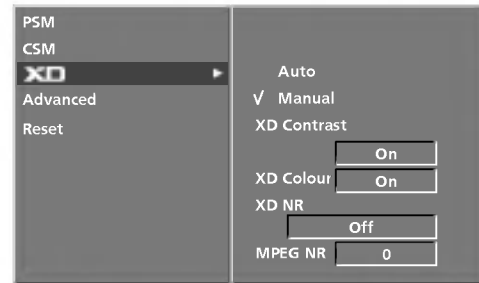 PSM
CSM
XD
Advanced
Reset
Auto
√ Manual
XD Contrast
On
XD Colour
On
XD NR
Off
MPEG NR
0